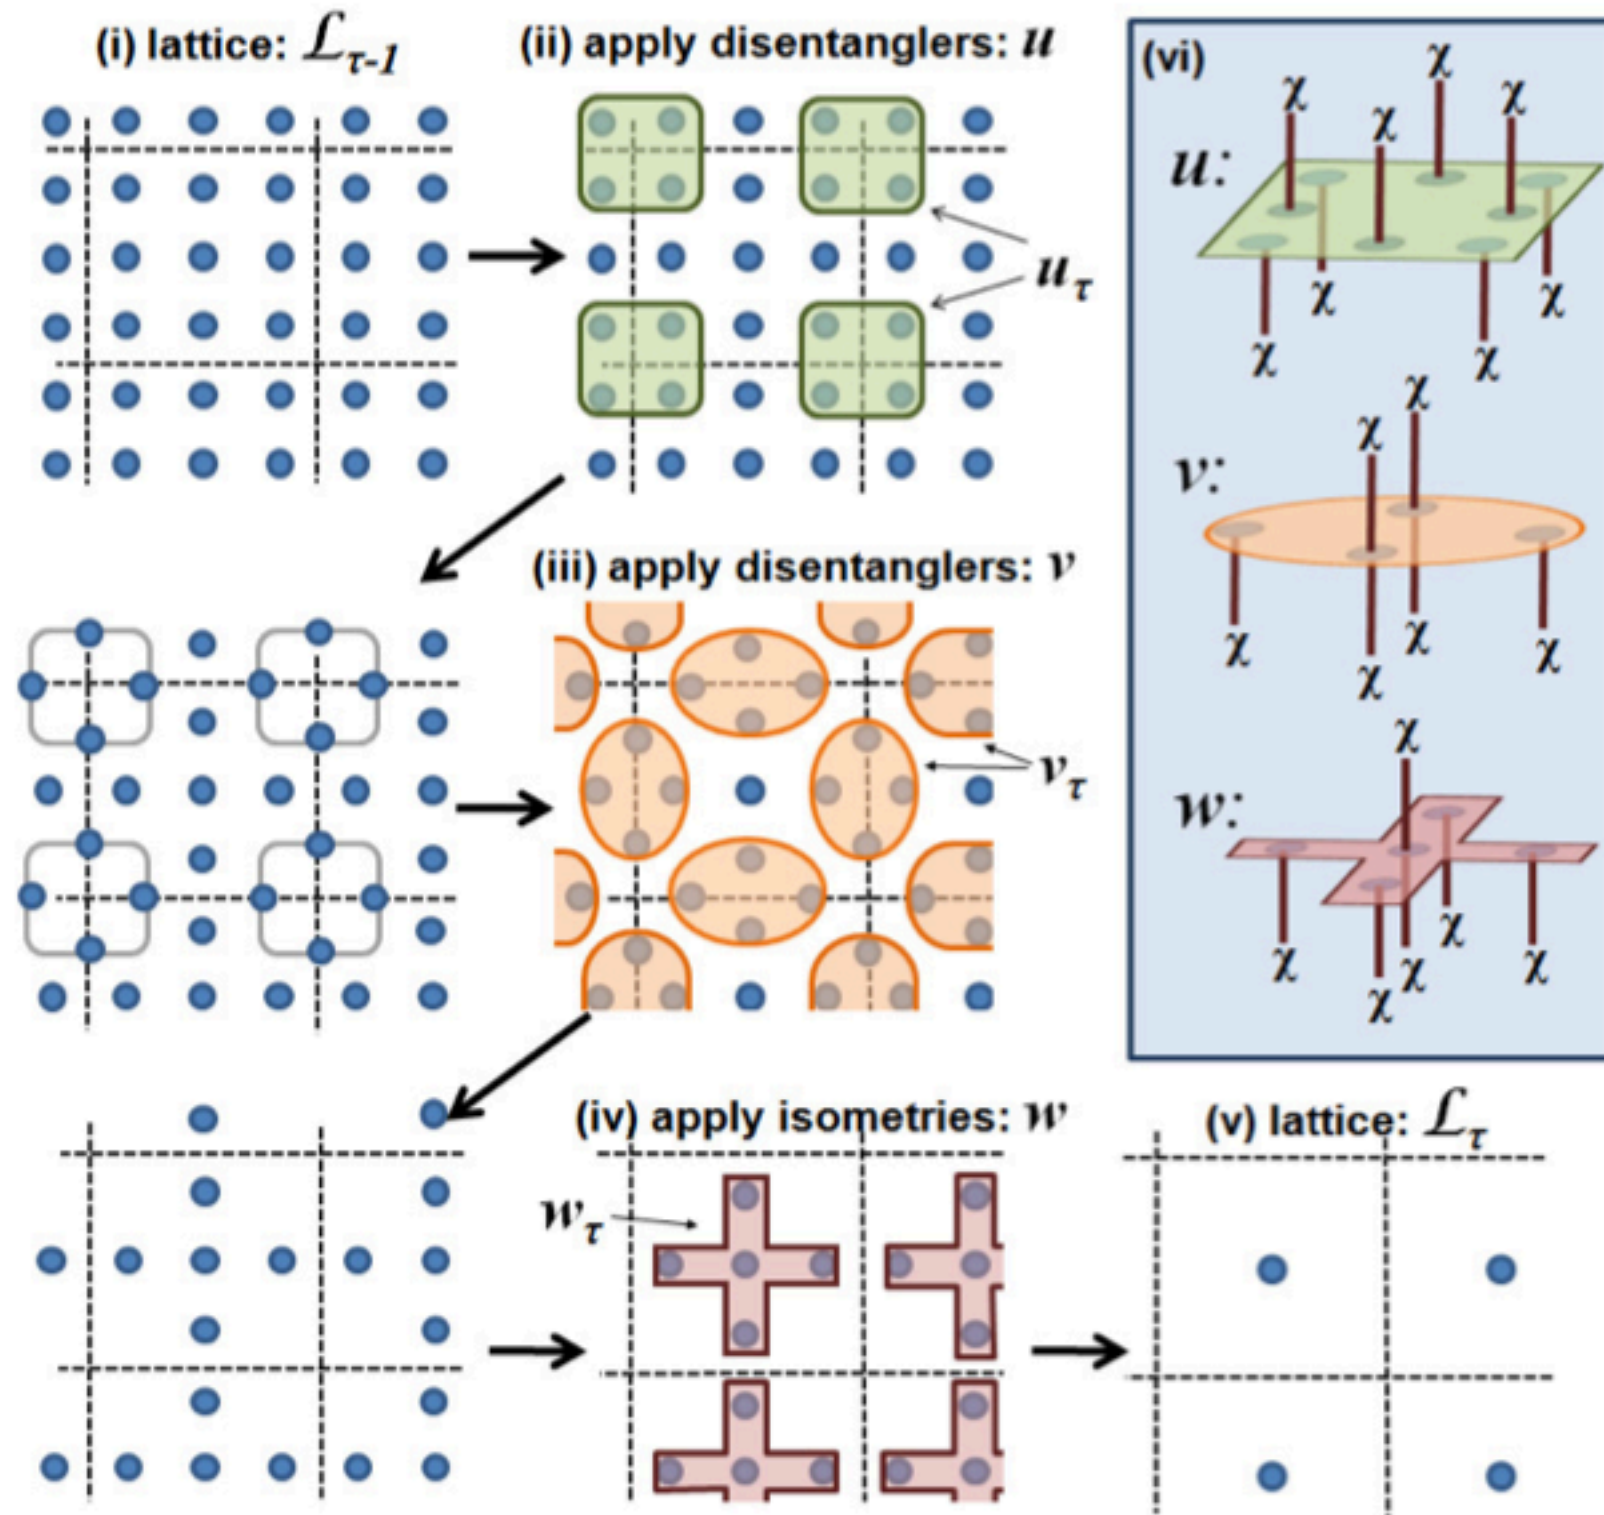 (i) lattice: ℒτ-1
(ii) apply disentanglers: u
uτ
(iii) apply disentanglers: v
vτ
(iv) apply isometries: w
wτ
(v) lattice: ℒτ
(vi)
χ
χ
χ
χ
u:
χ
χ
χ
χ
χ
χ
v:
χ
χ
χ
χ
χ
w:
χ
χ
χ
χ
χ